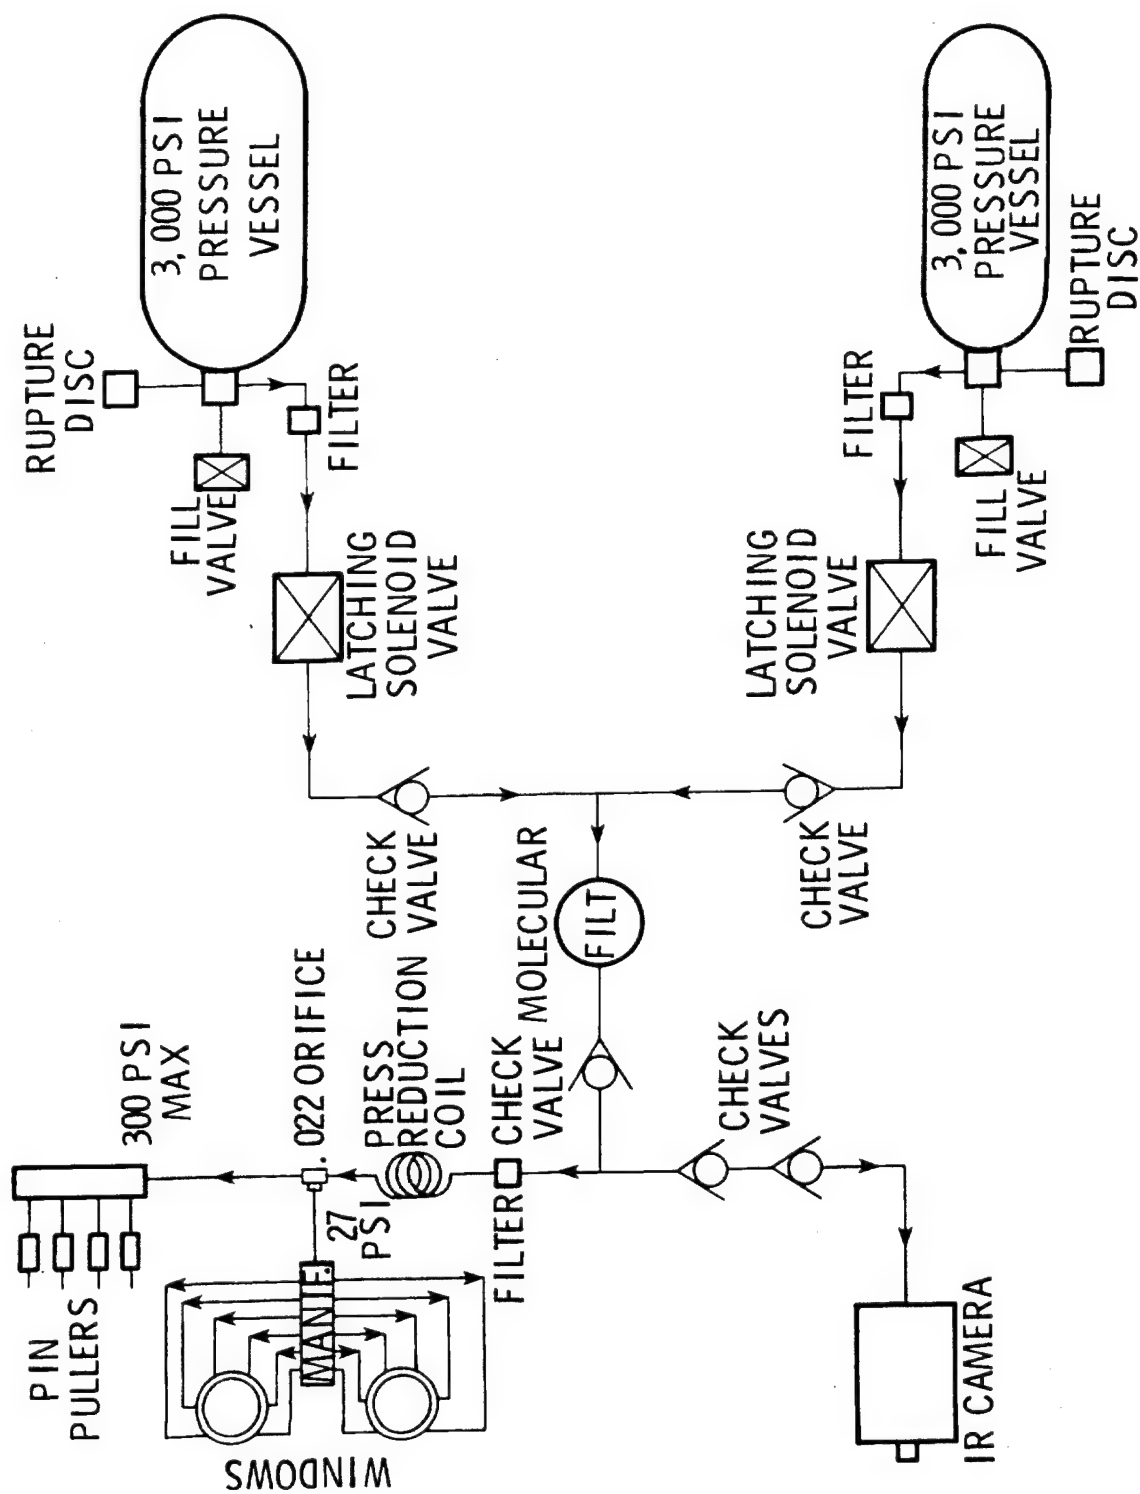 PIN
PULLERS
300 PSI
MAX
WINDOWS
MANIF.
.022 ORIFICE
27
PSI
PRESS
REDUCTION
COIL
FILTER
CHECK
VALVE
IR CAMERA
CHECK
VALVES
MOLECULAR
FILT
CHECK
VALVE
CHECK
VALVE
LATCHING
SOLENOID
VALVE
LATCHING
SOLENOID
VALVE
FILL
VALVE
FILTER
RUPTURE
DISC
3,000 PSI
PRESSURE
VESSEL
FILTER
FILL
VALVE
RUPTURE
DISC
3,000 PSI
PRESSURE
VESSEL